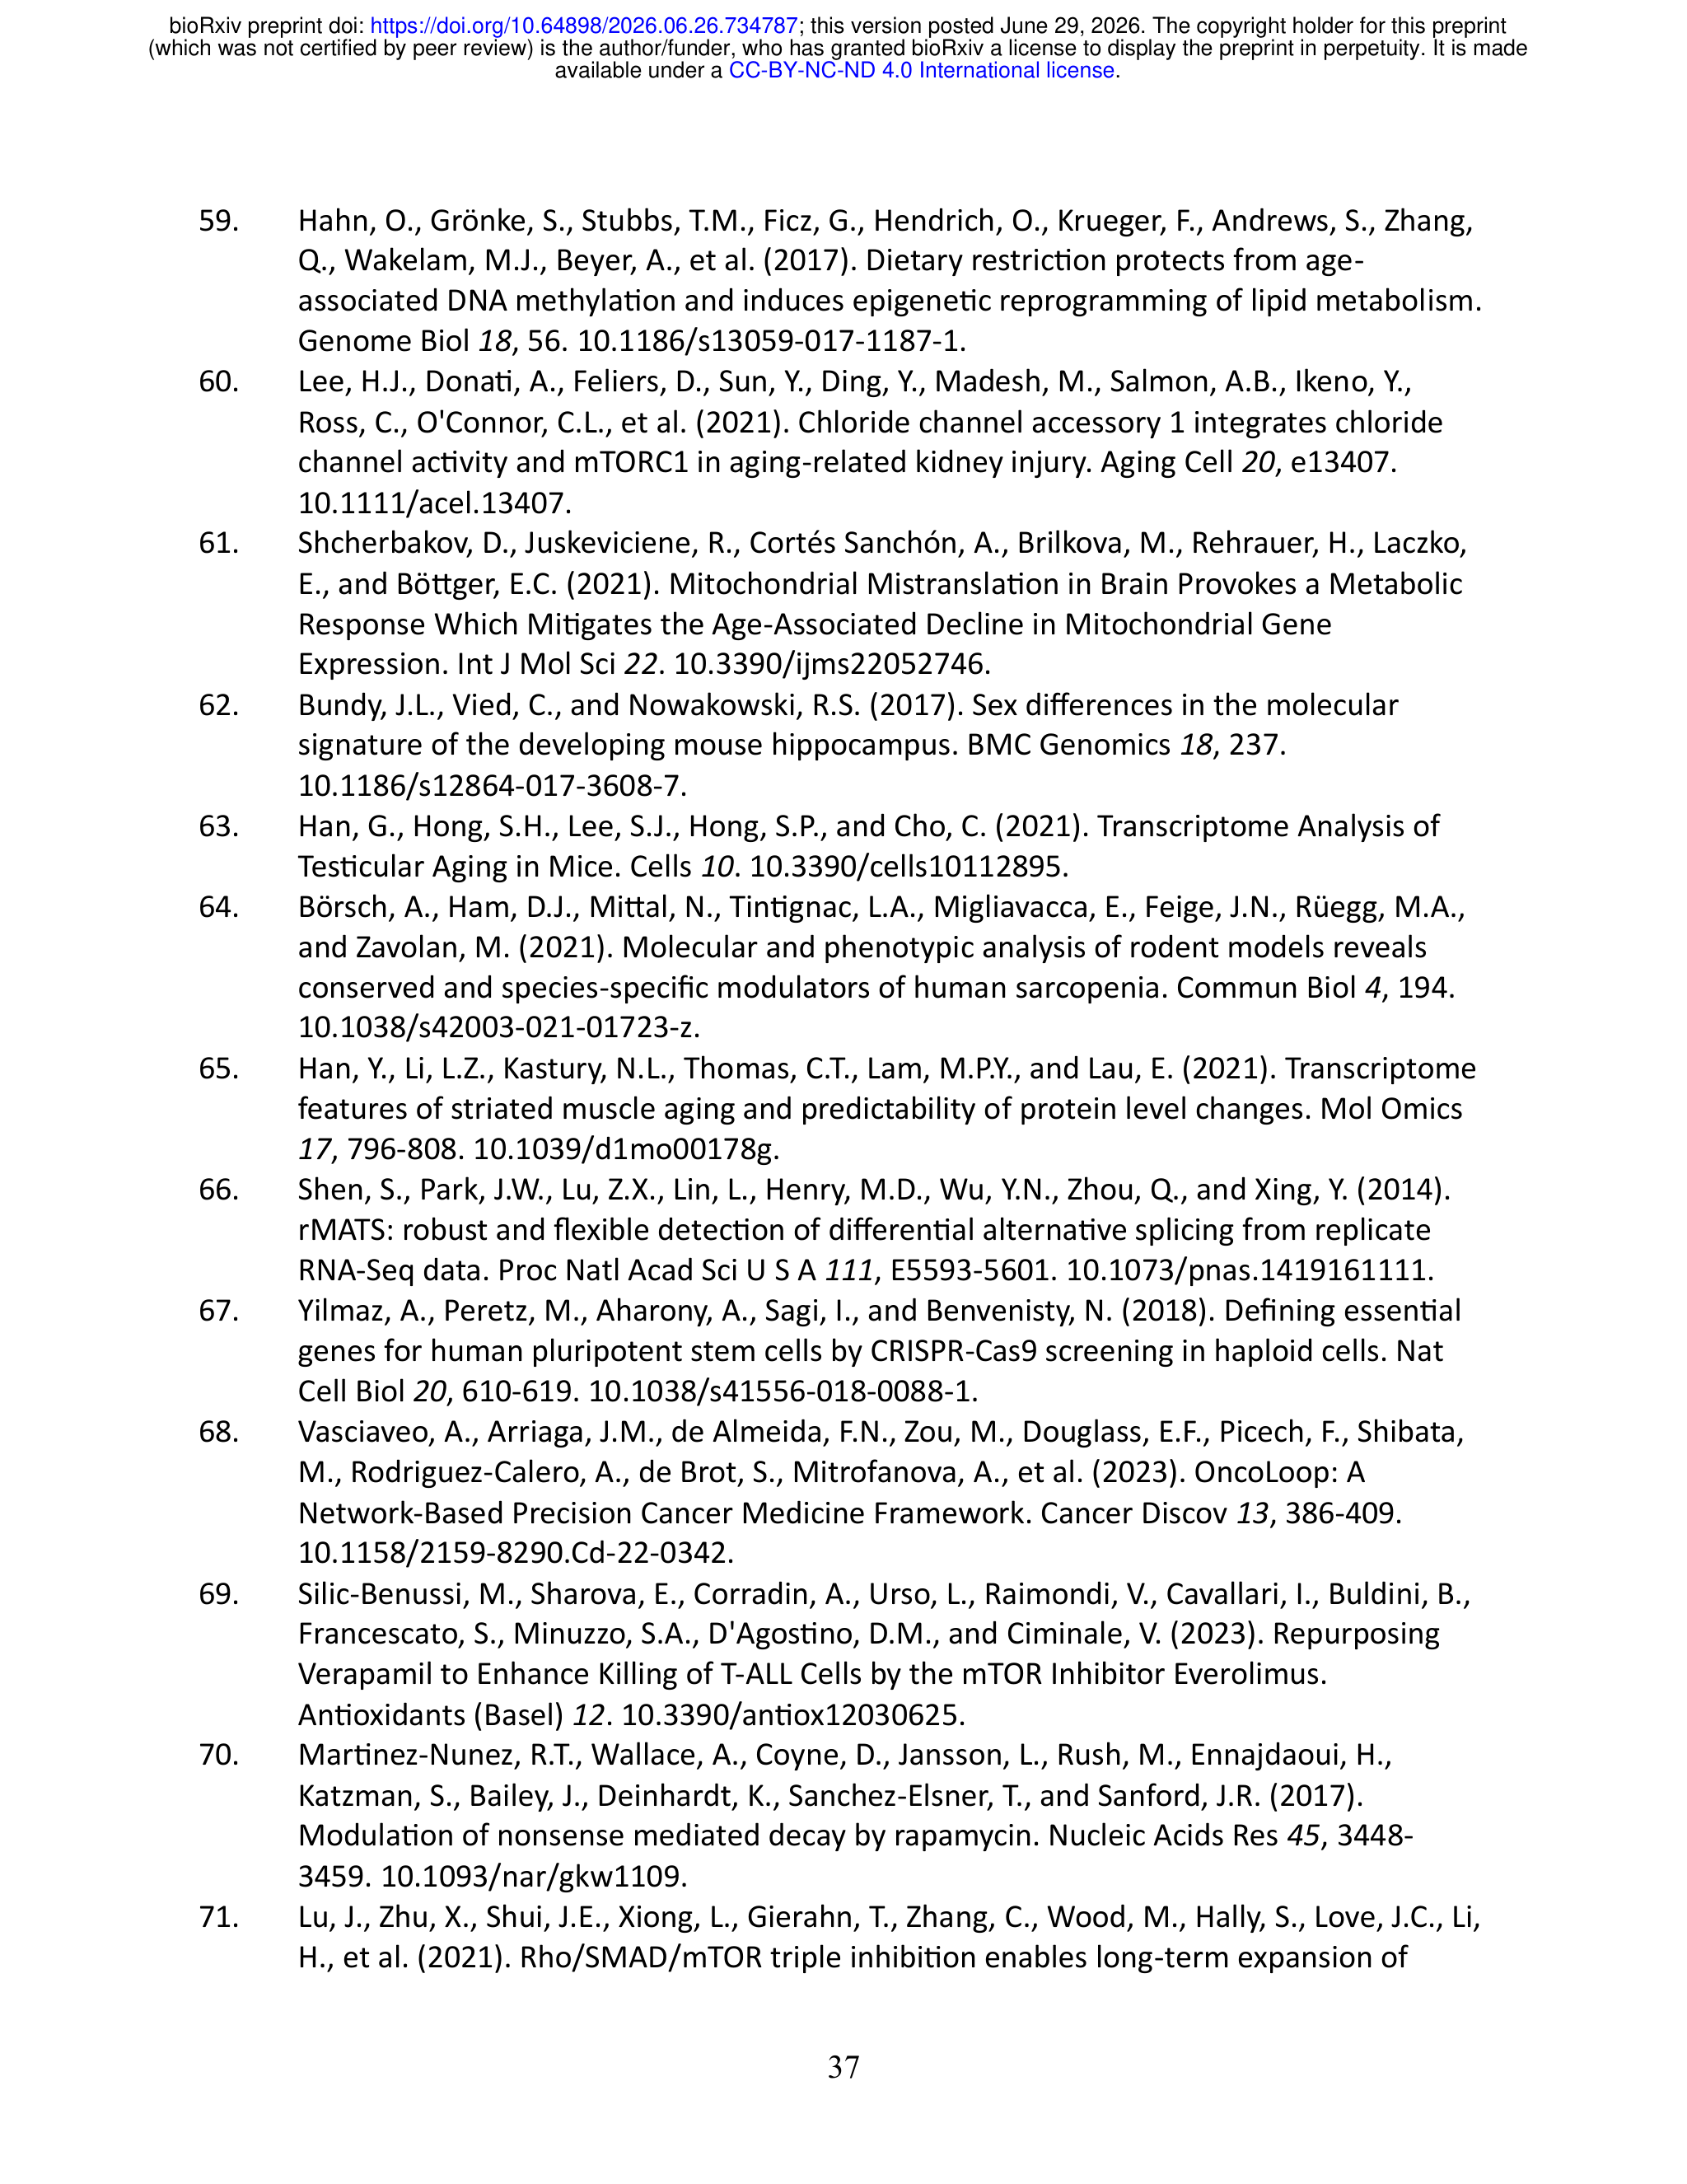 bioRxiv preprint doi: https://doi.org/10.64898/2026.06.26.734787; this version posted June 29, 2026. The copyright holder for this preprint
(which was not certified by peer review) is the author/funder, who has granted bioRxiv a license to display the preprint in perpetuity. It is made
available under a CC-BY-NC-ND 4.0 International license.
59. Hahn, O., Grönke, S., Stubbs, T.M., Ficz, G., Hendrich, O., Krueger, F., Andrews, S., Zhang,
Q., Wakelam, M.J., Beyer, A., et al. (2017). Dietary restriction protects from age-
associated DNA methylation and induces epigenetic reprogramming of lipid metabolism.
Genome Biol 18, 56. 10.1186/s13059-017-1187-1.
60. Lee, H.J., Donati, A., Feliers, D., Sun, Y., Ding, Y., Madesh, M., Salmon, A.B., Ikeno, Y.,
Ross, C., O'Connor, C.L., et al. (2021). Chloride channel accessory 1 integrates chloride
channel activity and mTORC1 in aging-related kidney injury. Aging Cell 20, e13407.
10.1111/acel.13407.
61. Shcherbakov, D., Juskeviciene, R., Cortés Sanchón, A., Brilkova, M., Rehrauer, H., Laczko,
E., and Böttger, E.C. (2021). Mitochondrial Mistranslation in Brain Provokes a Metabolic
Response Which Mitigates the Age-Associated Decline in Mitochondrial Gene
Expression. Int J Mol Sci 22. 10.3390/ijms22052746.
62. Bundy, J.L., Vied, C., and Nowakowski, R.S. (2017). Sex differences in the molecular
signature of the developing mouse hippocampus. BMC Genomics 18, 237.
10.1186/s12864-017-3608-7.
63. Han, G., Hong, S.H., Lee, S.J., Hong, S.P., and Cho, C. (2021). Transcriptome Analysis of
Testicular Aging in Mice. Cells 10. 10.3390/cells10112895.
64. Börsch, A., Ham, D.J., Mittal, N., Tintignac, L.A., Migliavacca, E., Feige, J.N., Rüegg, M.A.,
and Zavolan, M. (2021). Molecular and phenotypic analysis of rodent models reveals
conserved and species-specific modulators of human sarcopenia. Commun Biol 4, 194.
10.1038/s42003-021-01723-z.
65. Han, Y., Li, L.Z., Kastury, N.L., Thomas, C.T., Lam, M.P.Y., and Lau, E. (2021). Transcriptome
features of striated muscle aging and predictability of protein level changes. Mol Omics
17, 796-808. 10.1039/d1mo00178g.
66. Shen, S., Park, J.W., Lu, Z.X., Lin, L., Henry, M.D., Wu, Y.N., Zhou, Q., and Xing, Y. (2014).
rMATS: robust and flexible detection of differential alternative splicing from replicate
RNA-Seq data. Proc Natl Acad Sci U S A 111, E5593-5601. 10.1073/pnas.1419161111.
67. Yilmaz, A., Peretz, M., Aharony, A., Sagi, I., and Benvenisty, N. (2018). Defining essential
genes for human pluripotent stem cells by CRISPR-Cas9 screening in haploid cells. Nat
Cell Biol 20, 610-619. 10.1038/s41556-018-0088-1.
68. Vasciaveo, A., Arriaga, J.M., de Almeida, F.N., Zou, M., Douglass, E.F., Picech, F., Shibata,
M., Rodriguez-Calero, A., de Brot, S., Mitrofanova, A., et al. (2023). OncoLoop: A
Network-Based Precision Cancer Medicine Framework. Cancer Discov 13, 386-409.
10.1158/2159-8290.Cd-22-0342.
69. Silic-Benussi, M., Sharova, E., Corradin, A., Urso, L., Raimondi, V., Cavallari, I., Buldini, B.,
Francescato, S., Minuzzo, S.A., D'Agostino, D.M., and Ciminale, V. (2023). Repurposing
Verapamil to Enhance Killing of T-ALL Cells by the mTOR Inhibitor Everolimus.
Antioxidants (Basel) 12. 10.3390/antiox12030625.
70. Martinez-Nunez, R.T., Wallace, A., Coyne, D., Jansson, L., Rush, M., Ennajdaoui, H.,
Katzman, S., Bailey, J., Deinhardt, K., Sanchez-Elsner, T., and Sanford, J.R. (2017).
Modulation of nonsense mediated decay by rapamycin. Nucleic Acids Res 45, 3448-
3459. 10.1093/nar/gkw1109.
71. Lu, J., Zhu, X., Shui, J.E., Xiong, L., Gierahn, T., Zhang, C., Wood, M., Hally, S., Love, J.C., Li,
H., et al. (2021). Rho/SMAD/mTOR triple inhibition enables long-term expansion of
37